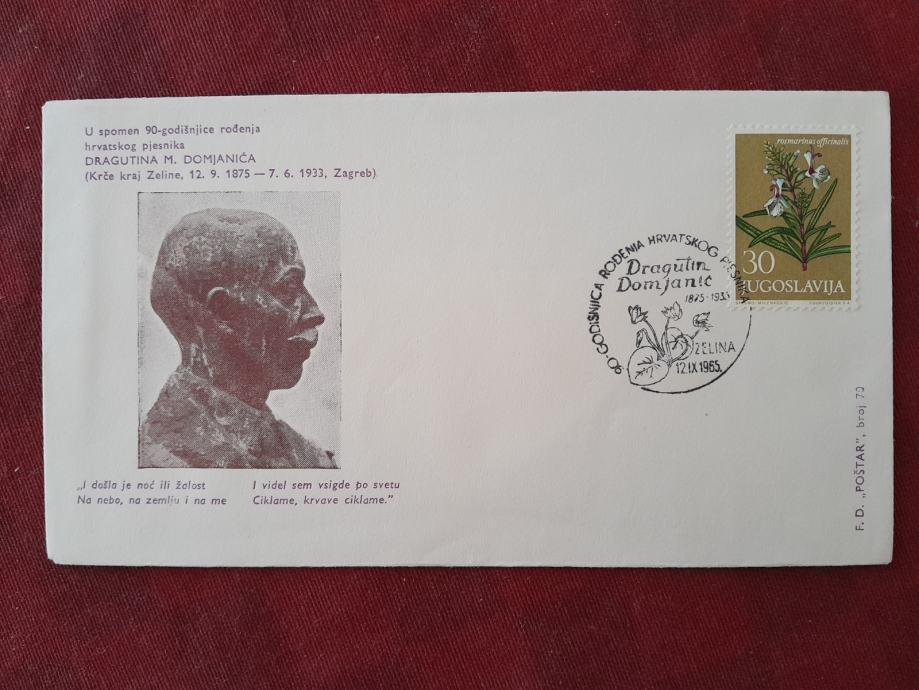 U spomen 90-godišnjice rođenja
hrvatskog pjesnika
DRAGUTINA M. DOMJANIĆA
(Krče kraj Zeline, 12. 9. 1875 — 7. 6. 1933, Zagreb)
„I došla je noć ili žalost
Na nebo, na zemlju i na me
I videl sem vsigde po svetu
Ciklame, krvave ciklame.”
90-GODIŠNJICA ROĐENJA HRVATSKOG PJESNIKA
Dragutin
Domjanić
1875-1933
ZELINA
12.IX 1965.
rosmarinus officinalis
30
JUGOSLAVIJA
F. D. „POŠTAR”, broj 70